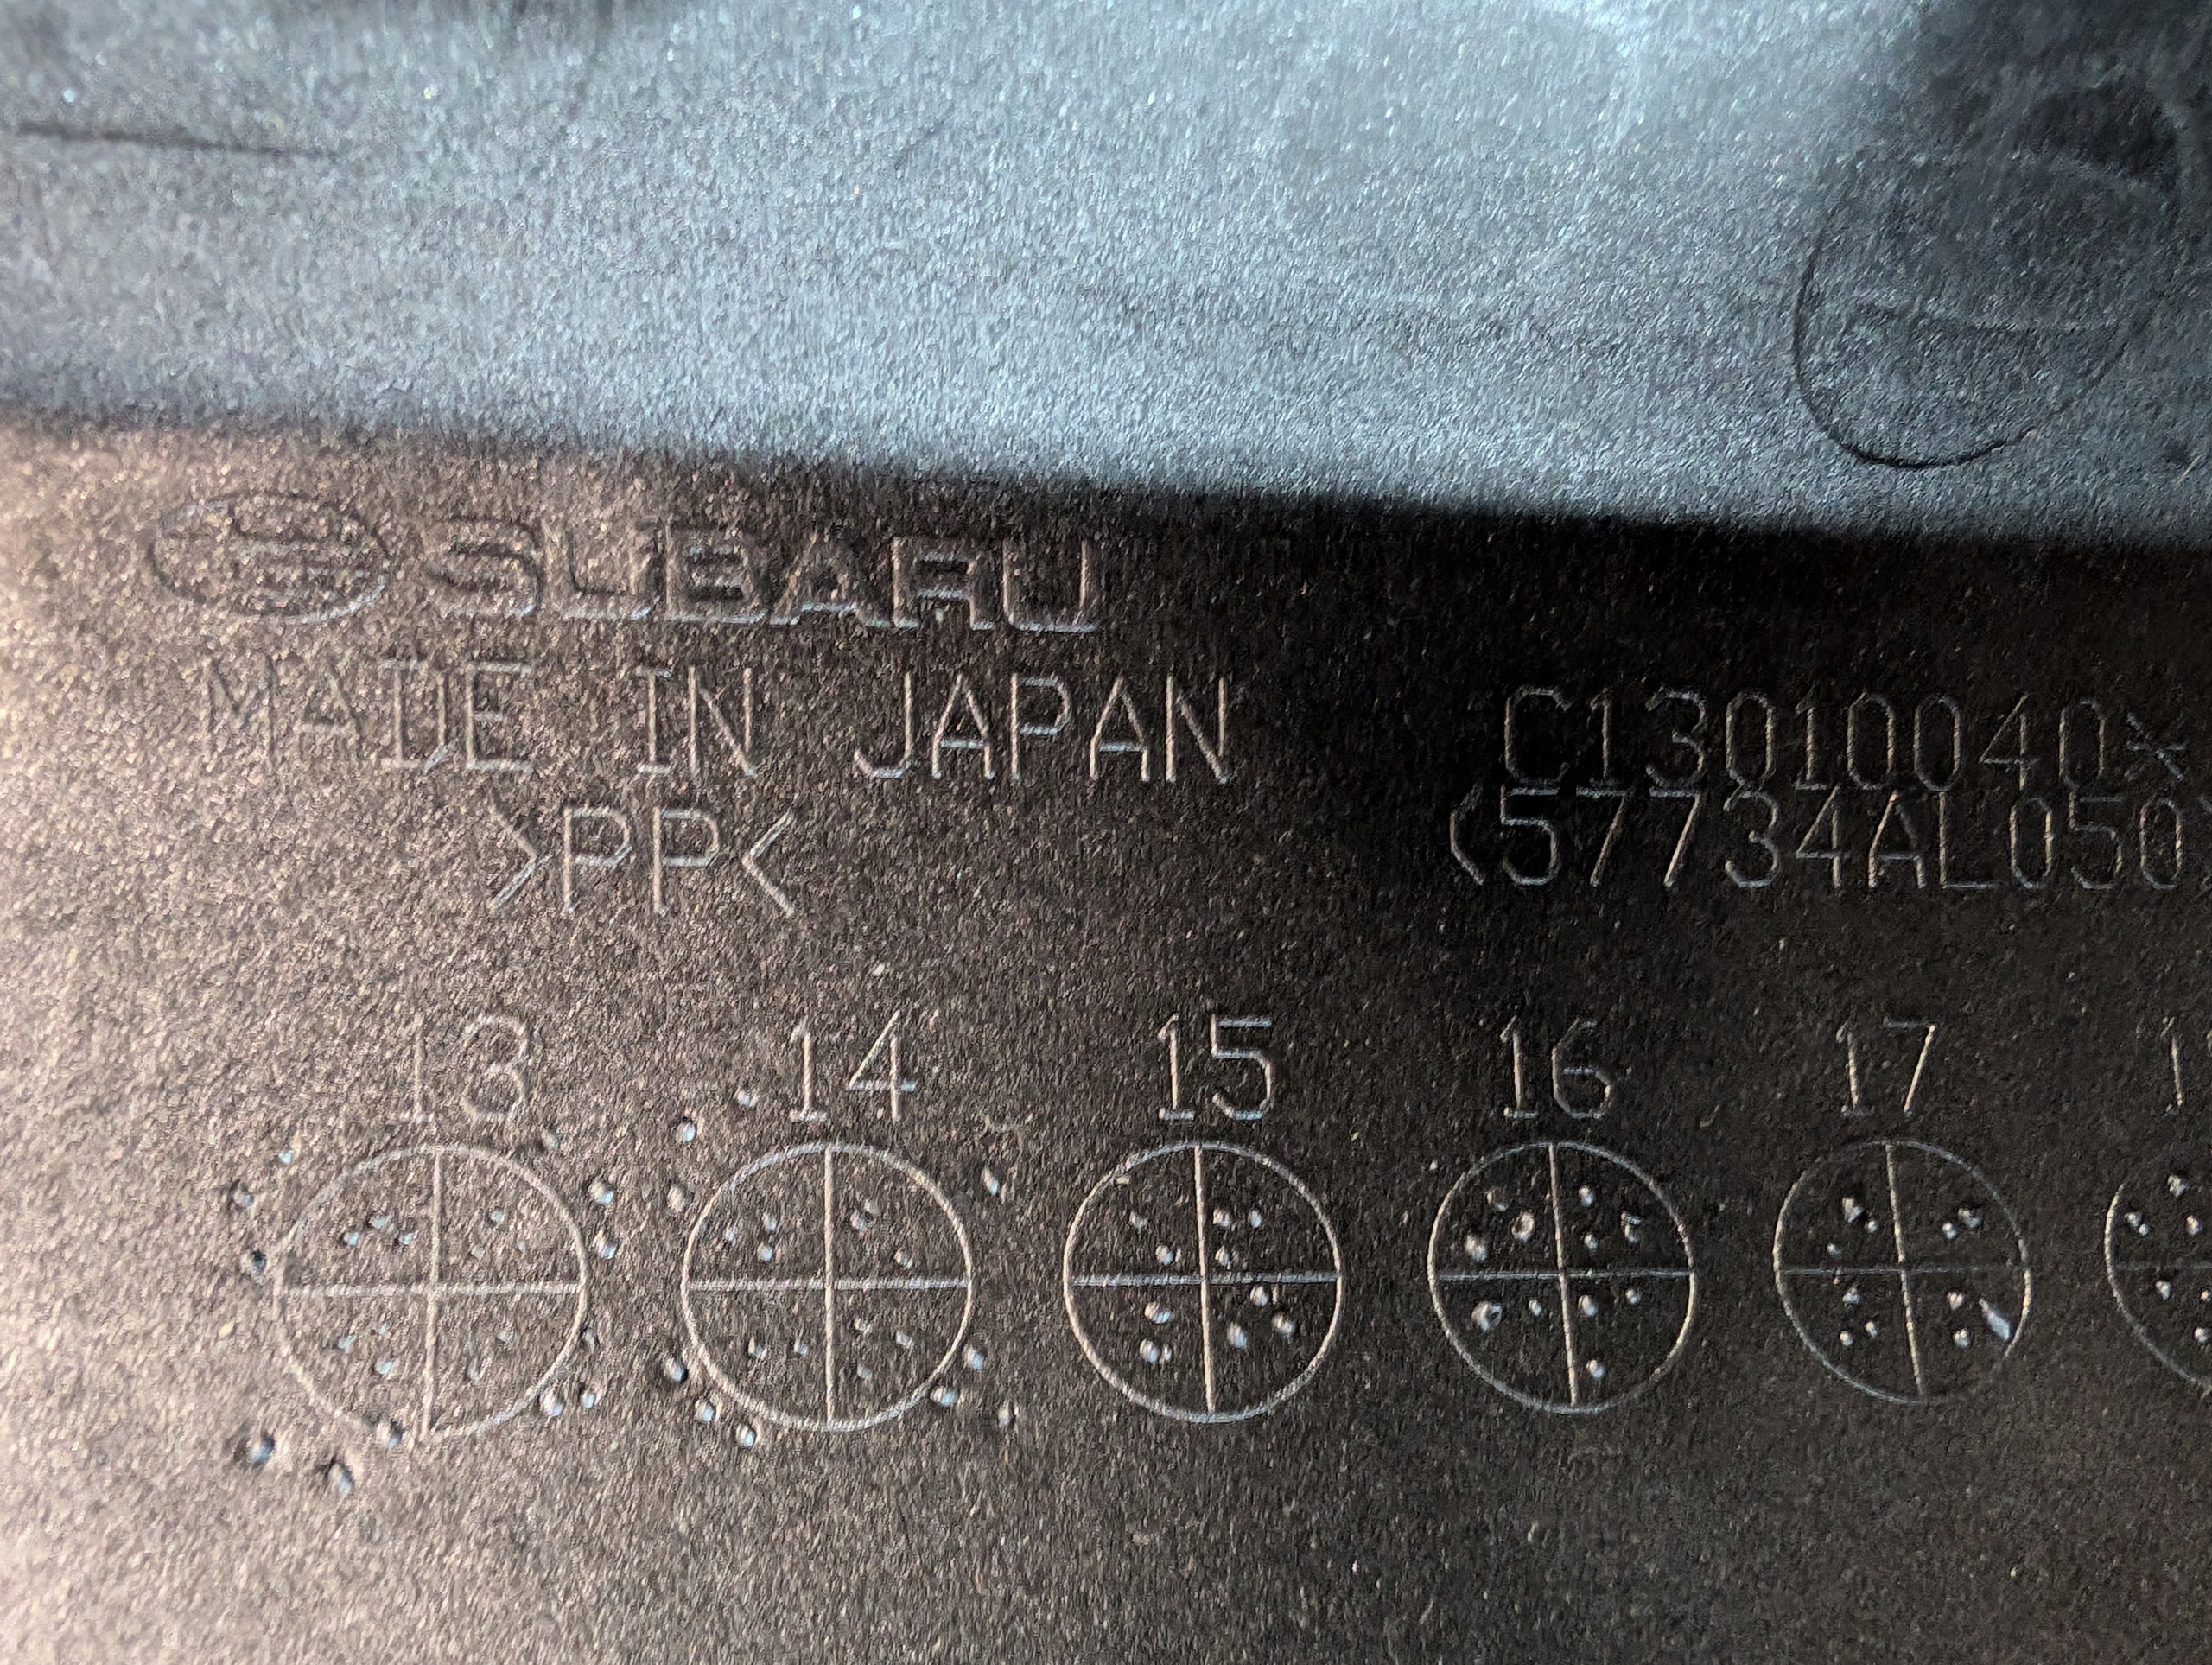 SUBARU
MADE IN JAPAN
>PP<
C13010040*
(57734AL050)
13 14 15 16 17